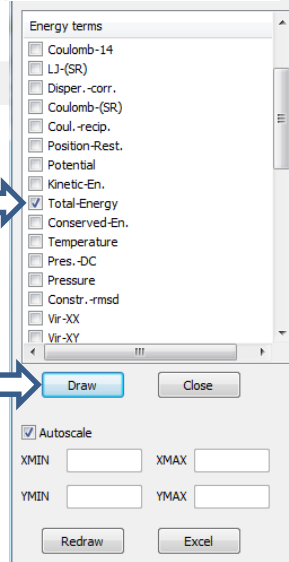 Energy terms
Coulomb-14
LJ-(SR)
Disper.-corr.
Coulomb-(SR)
Coul.-recip.
Position-Rest.
Potential
Kinetic-En.
Total-Energy
Conserved-En.
Temperature
Pres.-DC
Pressure
Constr.-rmsd
Vir-XX
Vir-XY
Draw Close
Autoscale
XMIN XMAX
YMIN YMAX
Redraw Excel